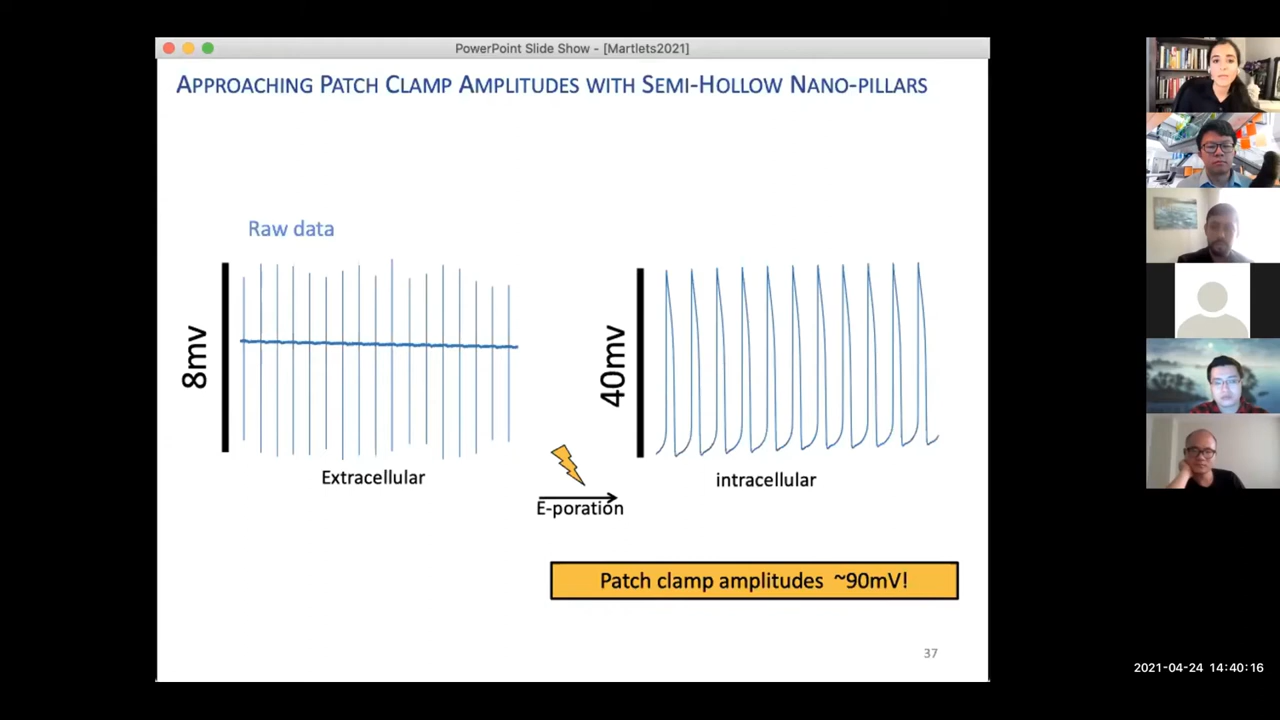 PowerPoint Slide Show - [Martlets2021]
APPROACHING PATCH CLAMP AMPLITUDES WITH SEMI-HOLLOW NANO-PILLARS
Raw data
8mv
40mv
Extracellular
intracellular
E-poration
Patch clamp amplitudes ~90mV!
37
2021-04-24 14:40:16